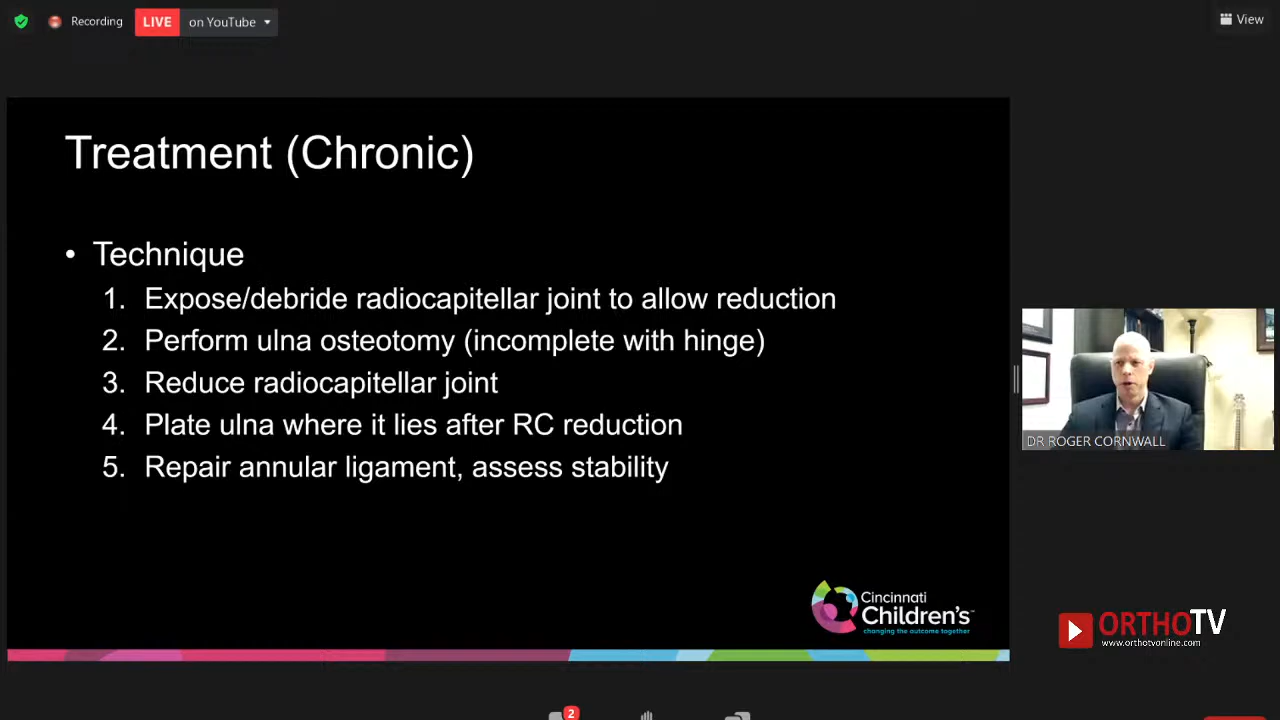 Recording
LIVE on YouTube
View
Treatment (Chronic)
• Technique
1. Expose/debride radiocapitellar joint to allow reduction
2. Perform ulna osteotomy (incomplete with hinge)
3. Reduce radiocapitellar joint
4. Plate ulna where it lies after RC reduction
5. Repair annular ligament, assess stability
DR ROGER CORNWALL
Cincinnati
Children's™
changing the outcome together
ORTHOTV
www.orthotvonline.com
2